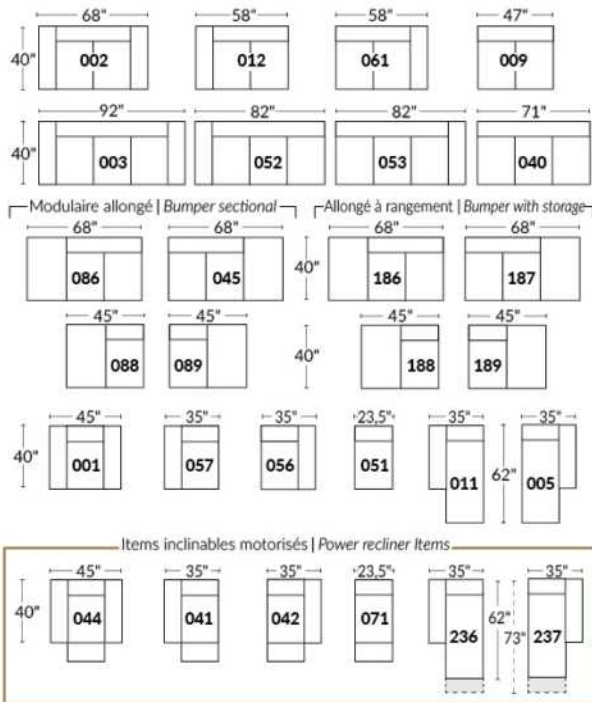 68" 58" 58" 47"
40" 002 012 061 009
92" 82" 82" 71"
40" 003 052 053 040
Modulaire allongé | Bumper sectional Allongé à rangement | Bumper with storage
68" 68" 68" 68"
086 045 40" 186 187
45" 45" 45" 45"
088 089 40" 188 189
45" 35" 35" 23,5" 35" 35"
40" 001 057 056 051 011 62" 005
Items inclinables motorisés | Power recliner Items
45" 35" 35" 23,5" 35" 35"
40" 044 041 042 071 236 62" 73" 237